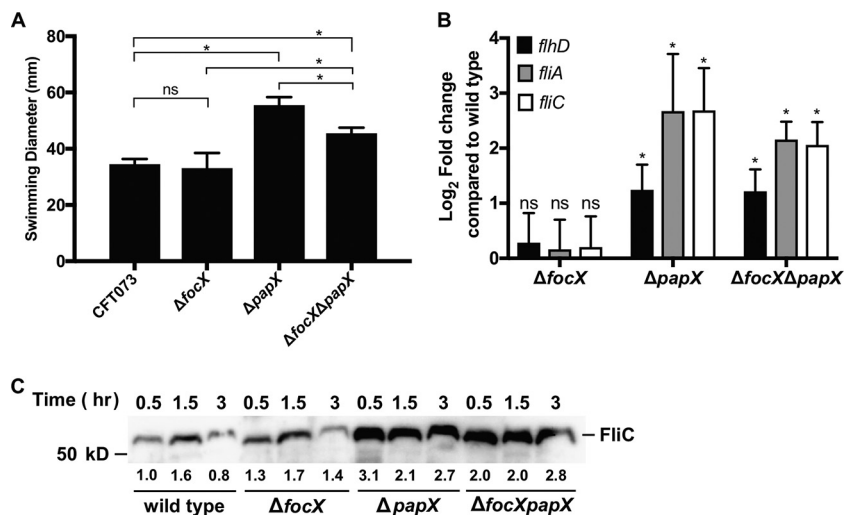 A
Swimming Diameter (mm)
80
60
40
20
0
*
*
*
*
ns
CFT073
ΔfocX
ΔpapX
ΔfocXΔpapX
B
Log2 Fold change
compared to wild type
4
3
2
1
0
flhD
fliA
fliC
ns ns ns
* * *
* * *
ΔfocX ΔpapX ΔfocXΔpapX
C
Time ( hr) 0.5 1.5 3 0.5 1.5 3 0.5 1.5 3 0.5 1.5 3
FliC
50 kD
1.0 1.6 0.8 1.3 1.7 1.4 3.1 2.1 2.7 2.0 2.0 2.8
wild type ΔfocX ΔpapX ΔfocXpapX